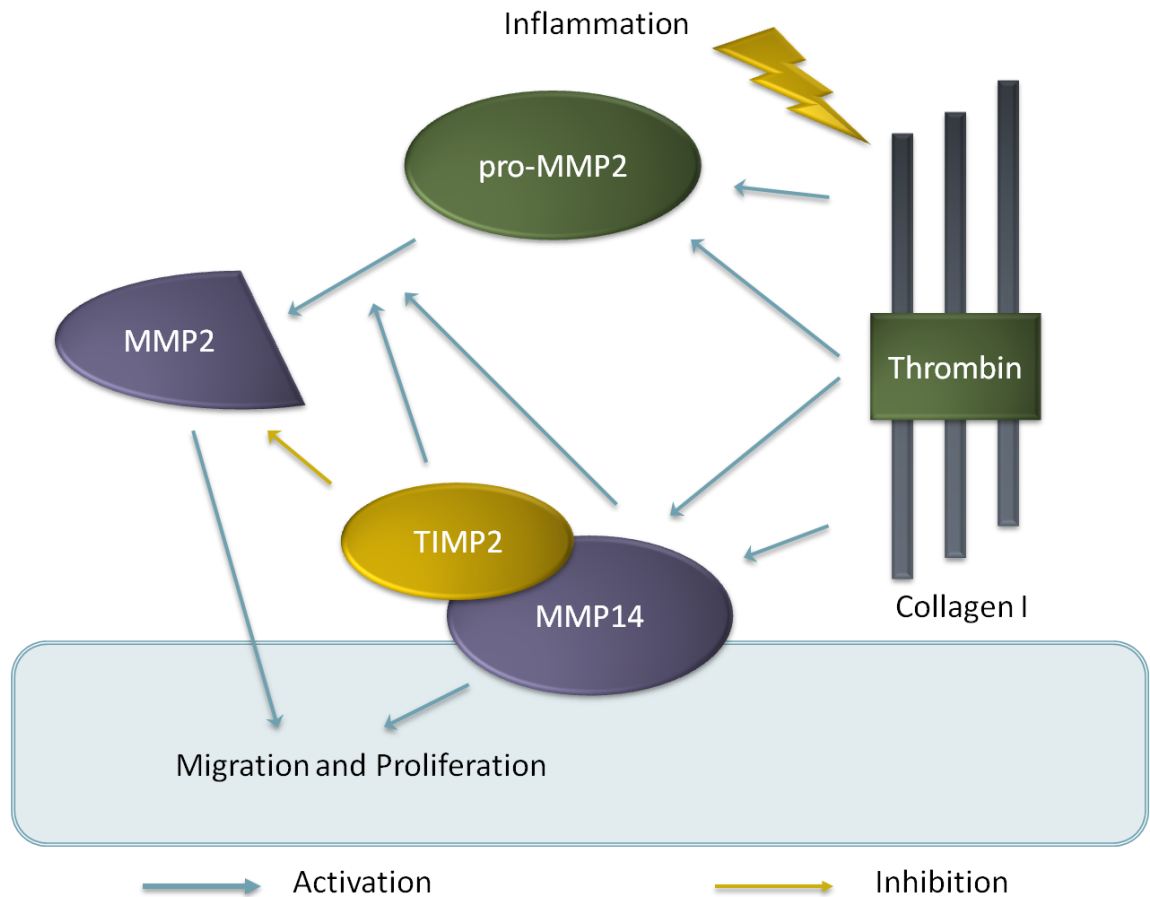 Inflammation
pro-MMP2
MMP2
Thrombin
TIMP2
MMP14
Collagen I
Migration and Proliferation
Activation
Inhibition